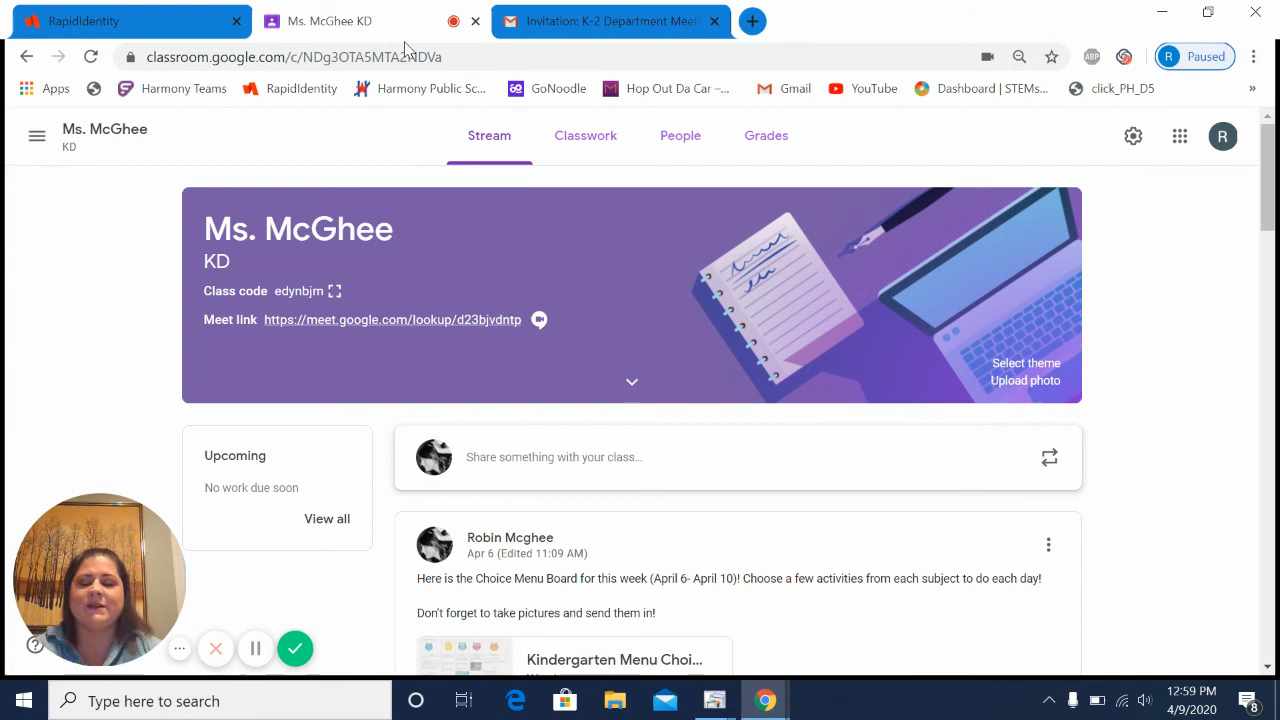 RapidIdentity
Ms. McGhee KD
Invitation: K-2 Department Meeti
classroom.google.com/c/NDg3OTA5MTA2NDVa
Paused
Apps
Harmony Teams
RapidIdentity
Harmony Public Sc...
GoNoodle
Hop Out Da Car –...
Gmail
YouTube
Dashboard | STEMs...
click_PH_D5
»
Ms. McGhee
KD
Stream
Classwork
People
Grades
R
Ms. McGhee
KD
Class code edynbjm
Meet link https://meet.google.com/lookup/d23bjvdntp
Select theme
Upload photo
Upcoming
No work due soon
View all
Share something with your class...
Robin Mcghee
Apr 6 (Edited 11:09 AM)
Here is the Choice Menu Board for this week (April 6- April 10)! Choose a few activities from each subject to do each day!
Don't forget to take pictures and send them in!
Kindergarten Menu Choi...
Type here to search
12:59 PM
4/9/2020
8